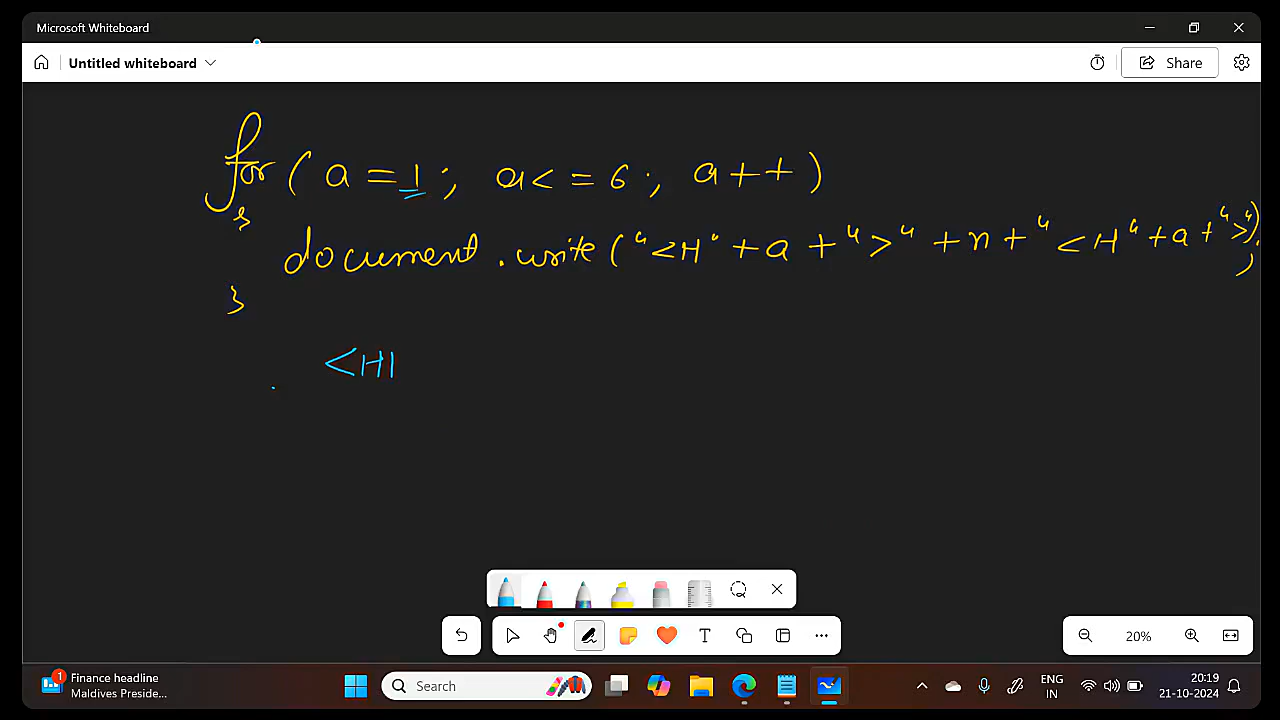 Microsoft Whiteboard
Untitled whiteboard
Share
for ( a = 1 ; a < = 6 ; a + + )
{
document . write ( " < H " + a + " > " + n + " < H " + a + " > " ) ;
}
< H1
20%
1
Finance headline
Maldives Preside...
Search
ENG
IN
20:19
21-10-2024